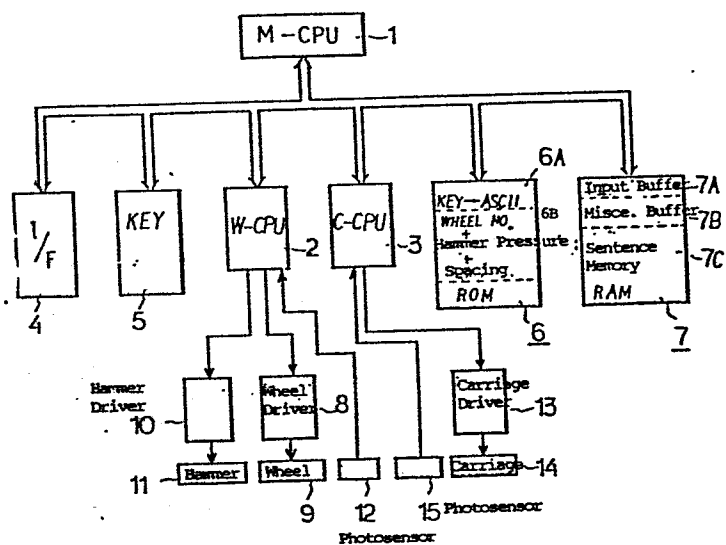 M-CPU 1
I/F
4
KEY
5
W-CPU
2
C-CPU
3
6A
KEY→ASCII
WHEEL NO.
+
Hammer Pressure
+
Spacing
6B
ROM
6
Input Buffer 7A
Misce. Buffer 7B
Sentence
Memory
7C
RAM
7
Hammer
Driver
10
Wheel
Driver
8
Carriage
Driver
13
11
Hammer
Wheel
9
12
Photosensor
15 Photosensor
Carriage 14